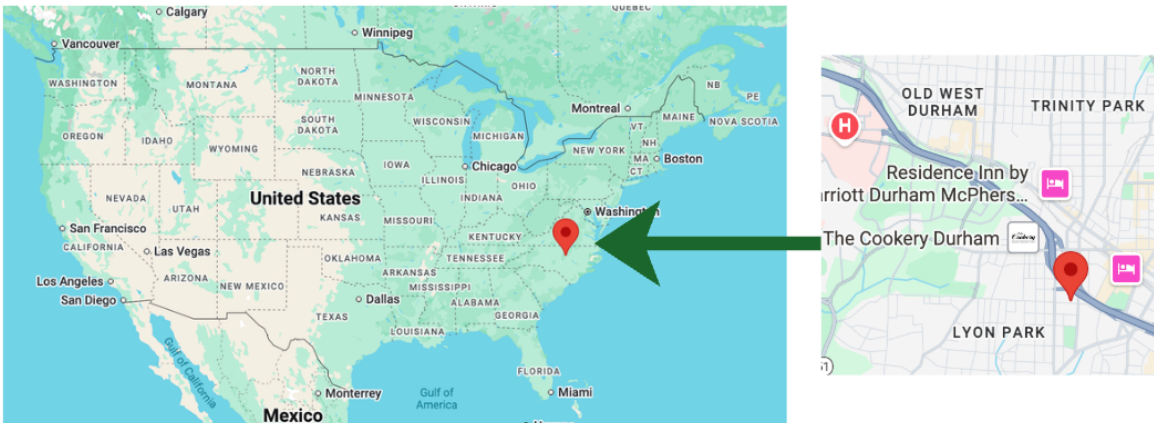 QUEBEC
Calgary
Vancouver
Winnipeg
WASHINGTON
MONTANA
NORTH
DAKOTA
MINNESOTA
Montreal
NB
PE
MAINE
NOVA SCOTIA
OREGON
IDAHO
WYOMING
SOUTH
DAKOTA
WISCONSIN
MICHIGAN
VT
NH
NEW YORK
MA
Boston
CT
IOWA
Chicago
NEBRASKA
ILLINOIS
OHIO
INDIANA
NEVADA
UTAH
United States
KANSAS
MISSOURI
Washington
San Francisco
CALIFORNIA
Las Vegas
KENTUCKY
OKLAHOMA
TENNESSEE
ARKANSAS
Los Angeles
ARIZONA
NEW MEXICO
MISSISSIPPI
San Diego
Dallas
ALABAMA
TEXAS
GEORGIA
LOUISIANA
Gulf of California
FLORIDA
Monterrey
Gulf of
America
Miami
Mexico
OLD WEST
DURHAM
TRINITY PARK
H
Residence Inn by
rriott Durham McPhers...
The Cookery Durham
LYON PARK